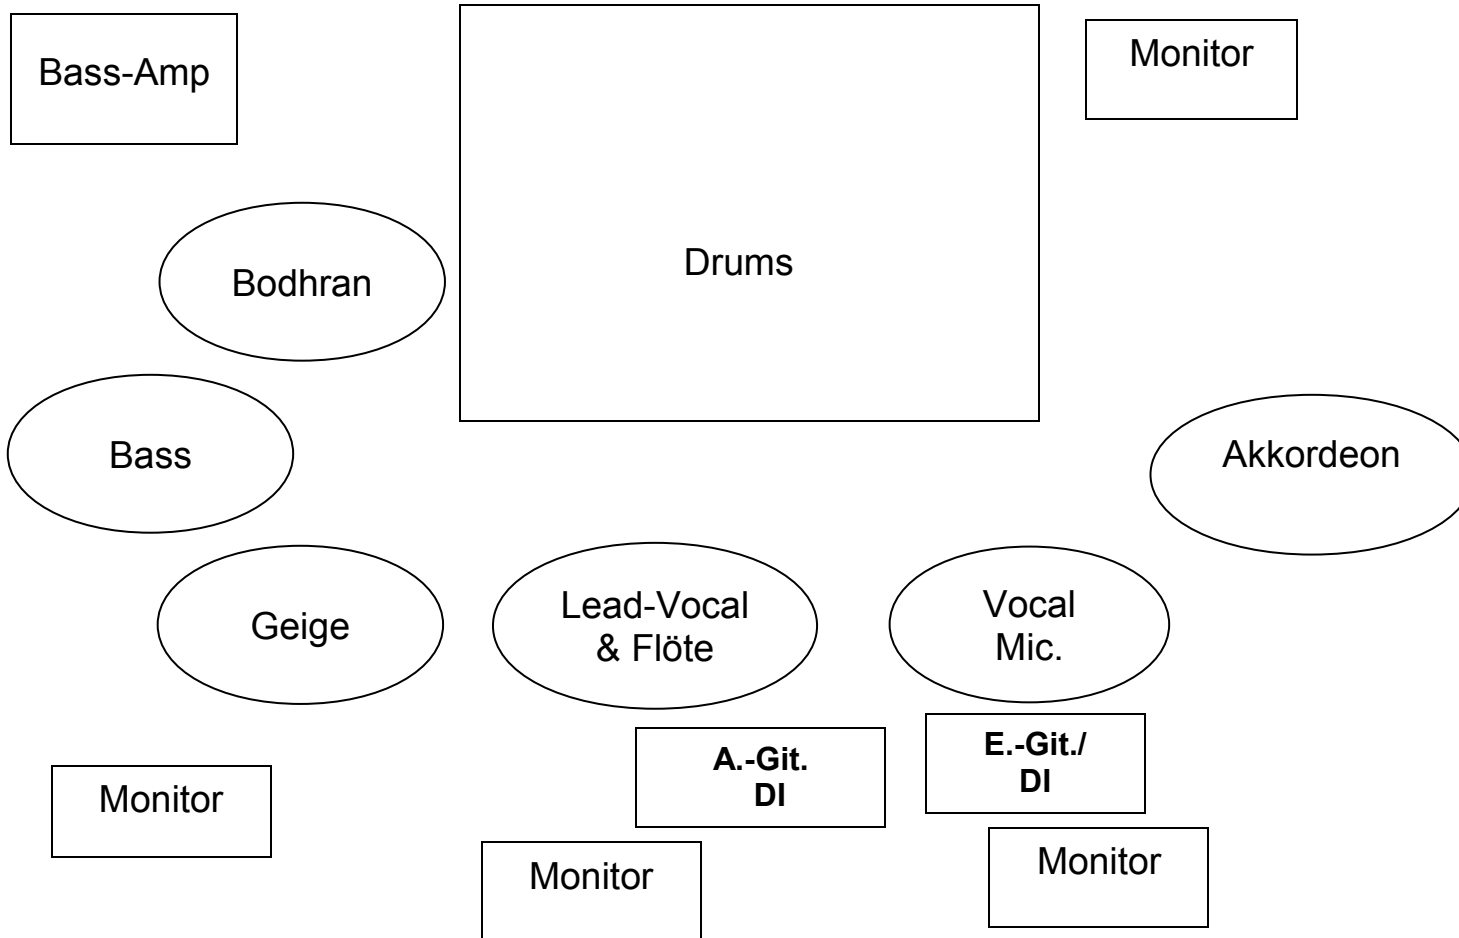 Bass-Amp
Monitor
Drums
Bodhran
Bass
Akkordeon
Geige
Lead-Vocal
& Flöte
Vocal
Mic.
A.-Git.
DI
E.-Git./
DI
Monitor
Monitor
Monitor